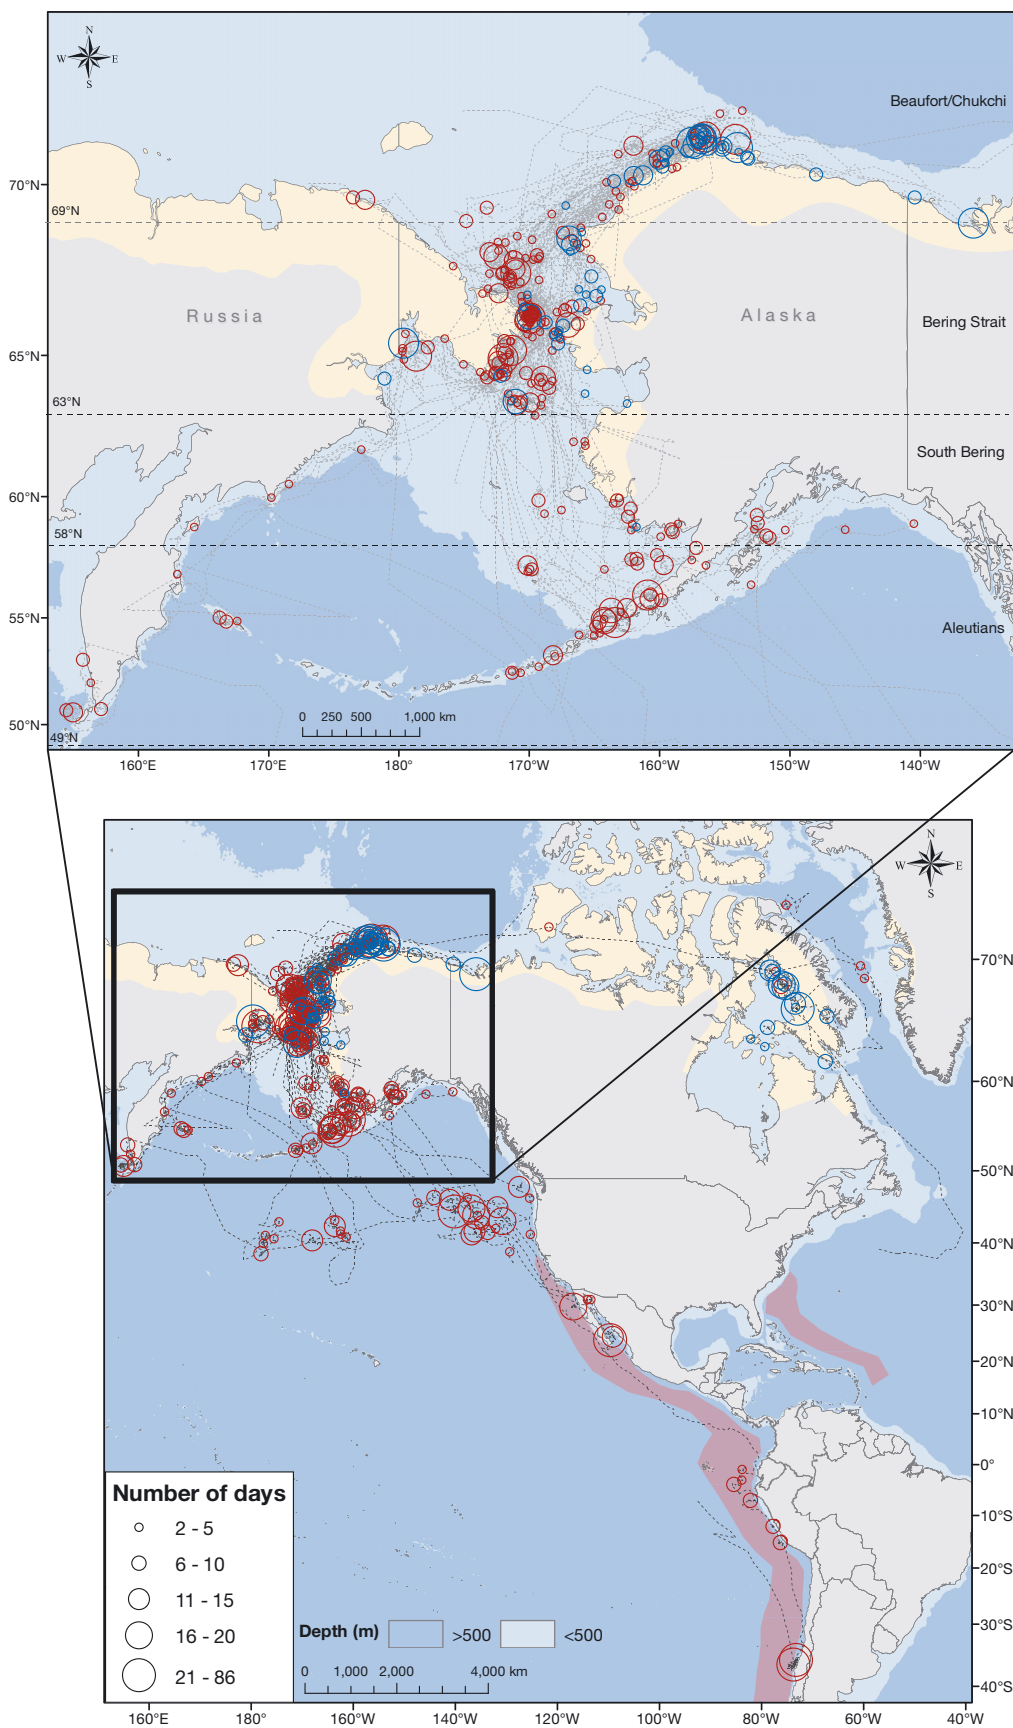 N
W E
S
Beaufort/Chukchi
70°N
69°N
Russia
Alaska
Bering Strait
65°N
63°N
South Bering
60°N
58°N
55°N
Aleutians
0 250 500 1,000 km
50°N
49°N
160°E 170°E 180° 170°W 160°W 150°W 140°W
N
W E
S
70°N
60°N
50°N
40°N
30°N
20°N
10°N
0°
10°S
20°S
30°S
40°S
Number of days
2 - 5
6 - 10
11 - 15
16 - 20
21 - 86
Depth (m) >500 <500
0 1,000 2,000 4,000 km
160°E 180° 160°W 140°W 120°W 100°W 80°W 60°W 40°W